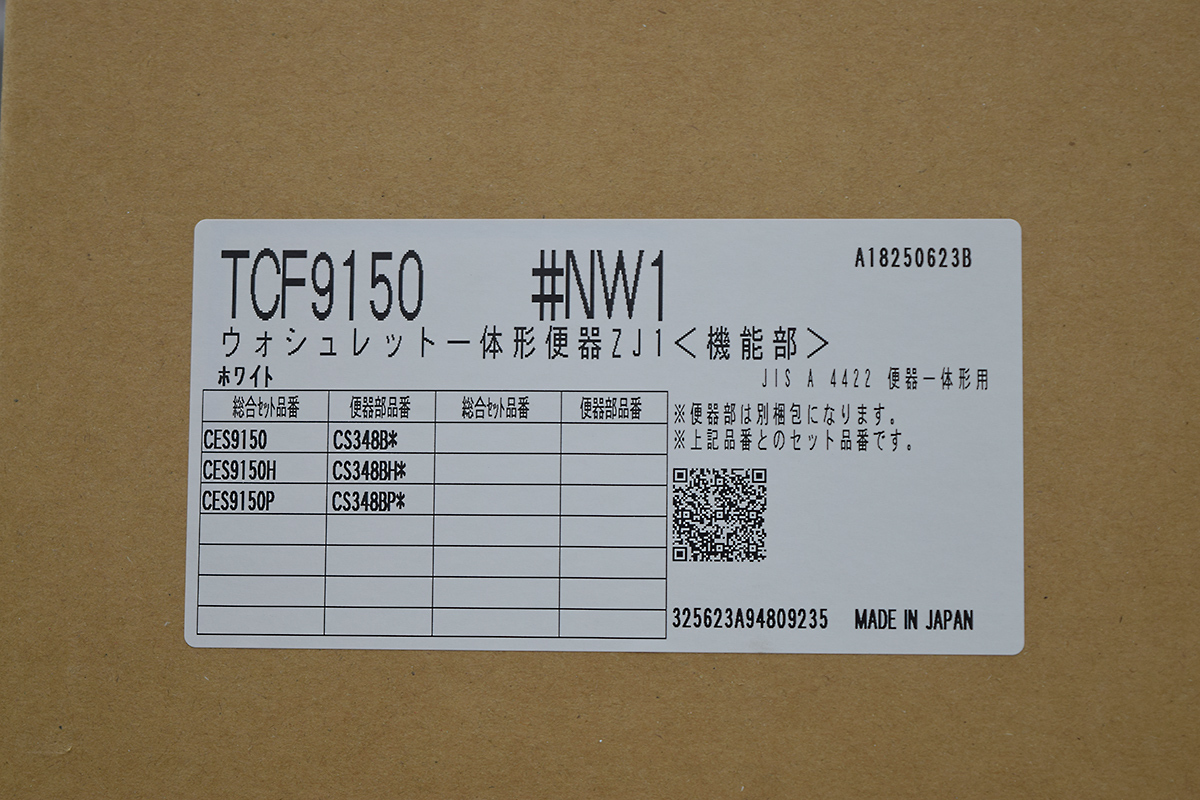 TCF9150 #NW1 A18250623B
ウォシュレット一体形便器ZJ1<機能部>
ホワイト JIS A 4422 便器一体形用
総合セット品番 便器部品番 総合セット品番 便器部品番
※便器部は別梱包になります。
CES9150 CS348B*
※上記品番とのセット品番です。
CES9150H CS348BH*
CES9150P CS348BP*
325623A94809235 MADE IN JAPAN